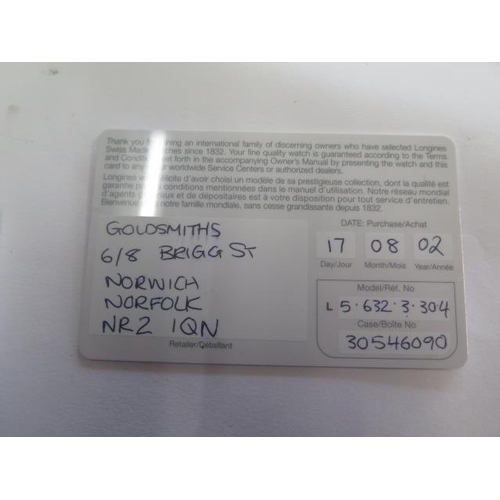 Thank you for joining an international family of discerning owners who have selected Longines
Swiss Made watches since 1832. Your fine quality watch is guaranteed according to the Terms
and Conditions set forth in the accompanying Owner's Manual by presenting the watch and this
card to any of our worldwide Service Centers or authorized dealers.
Longines se félicite d'avoir choisi un modèle de sa prestigieuse collection, dont la qualité est
garantie par les conditions mentionnées dans le manuel d'utilisation. Notre réseau mondial
d'agents et de dépositaires est à votre disposition pour tout service d'entretien.
Bienvenue dans notre famille mondiale, sans cesse grandissante depuis 1832.
DATE: Purchase/Achat
GOLDSMITHS
6/8 BRIGG ST
NORWICH
NORFOLK
NR2 1QN
Retailer/Détaillant
17 08 02
Day/Jour Month/Mois Year/Année
Model/Réf. No
L 5.632.3.304
Case/Boîte No
30546090